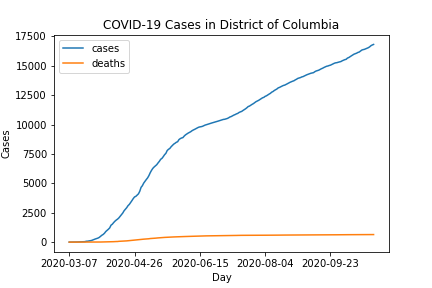 COVID-19 Cases in District of Columbia
cases
deaths
17500
15000
12500
10000
7500
5000
2500
0
Cases
2020-03-07 2020-04-26 2020-06-15 2020-08-04 2020-09-23
Day